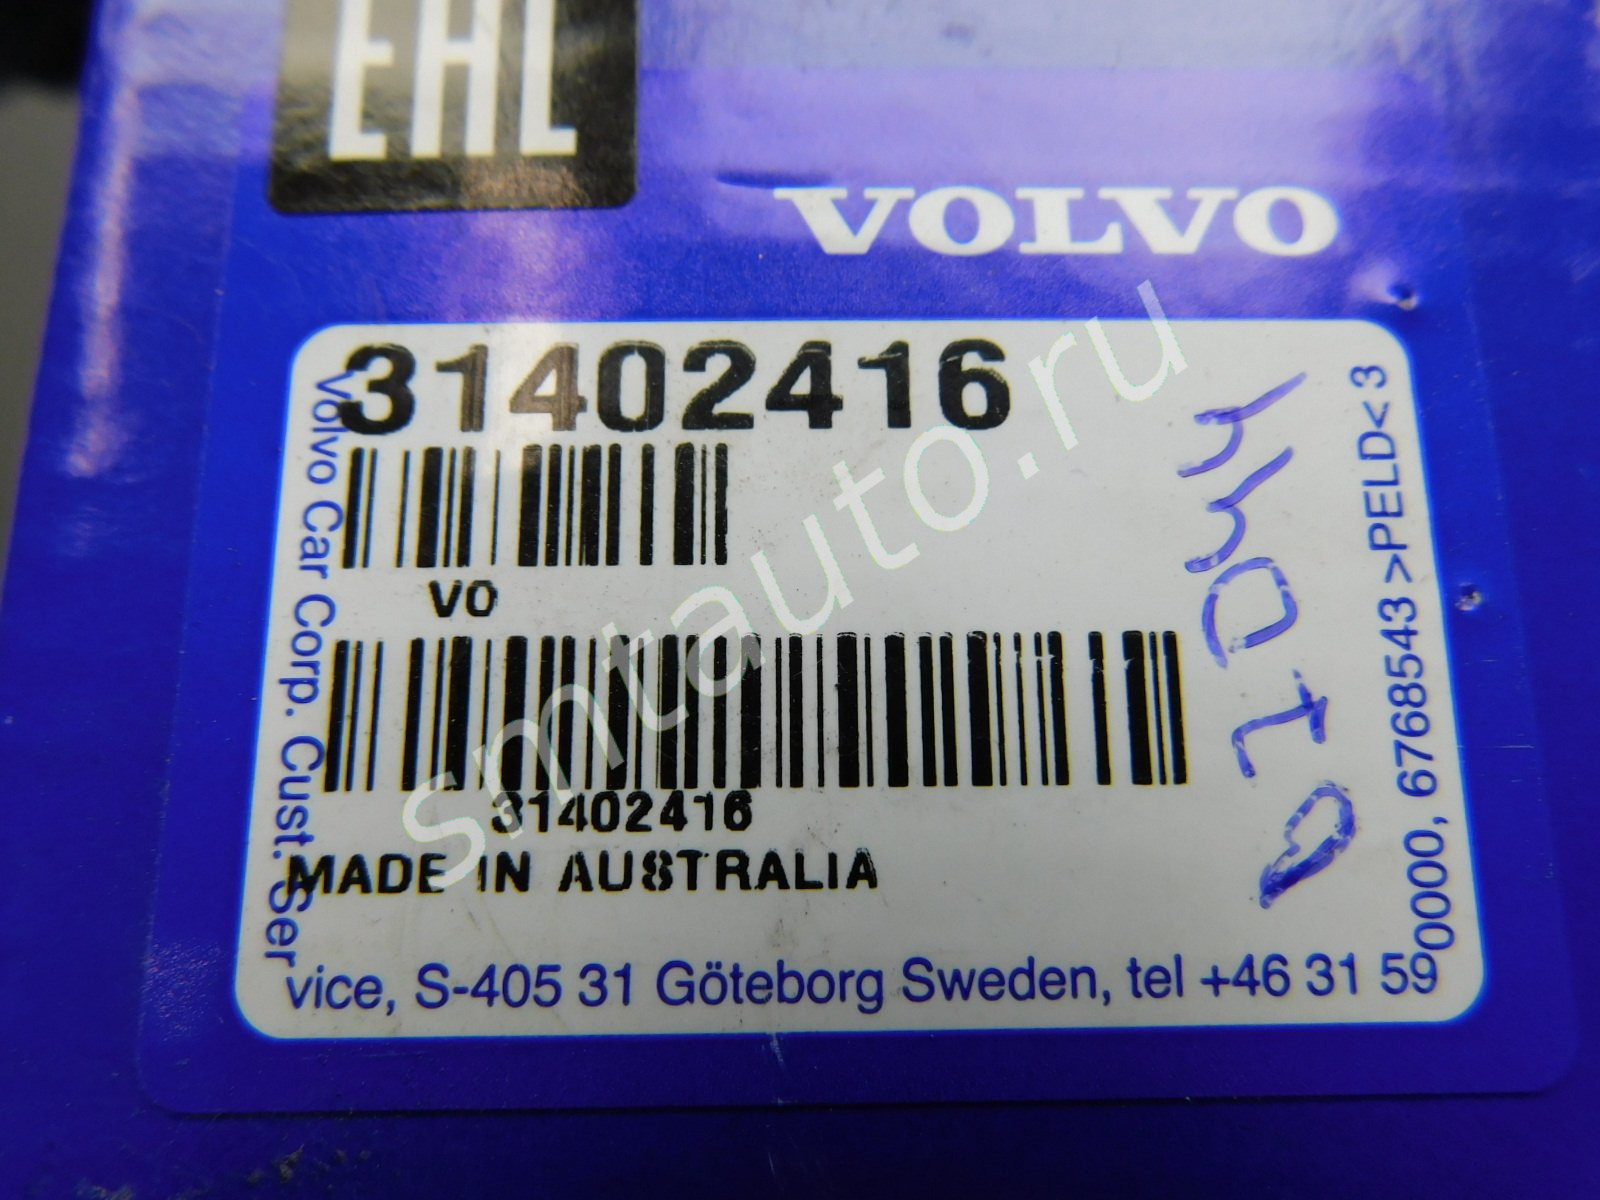 EAC
VOLVO
31402416
VO
31402416
MADE IN AUSTRALIA
Volvo Car Corp. Cust. Ser
vice, S-405 31 Göteborg Sweden, tel +46 31 59
0000, 6768543 >PELD< 3
smtauto.ru